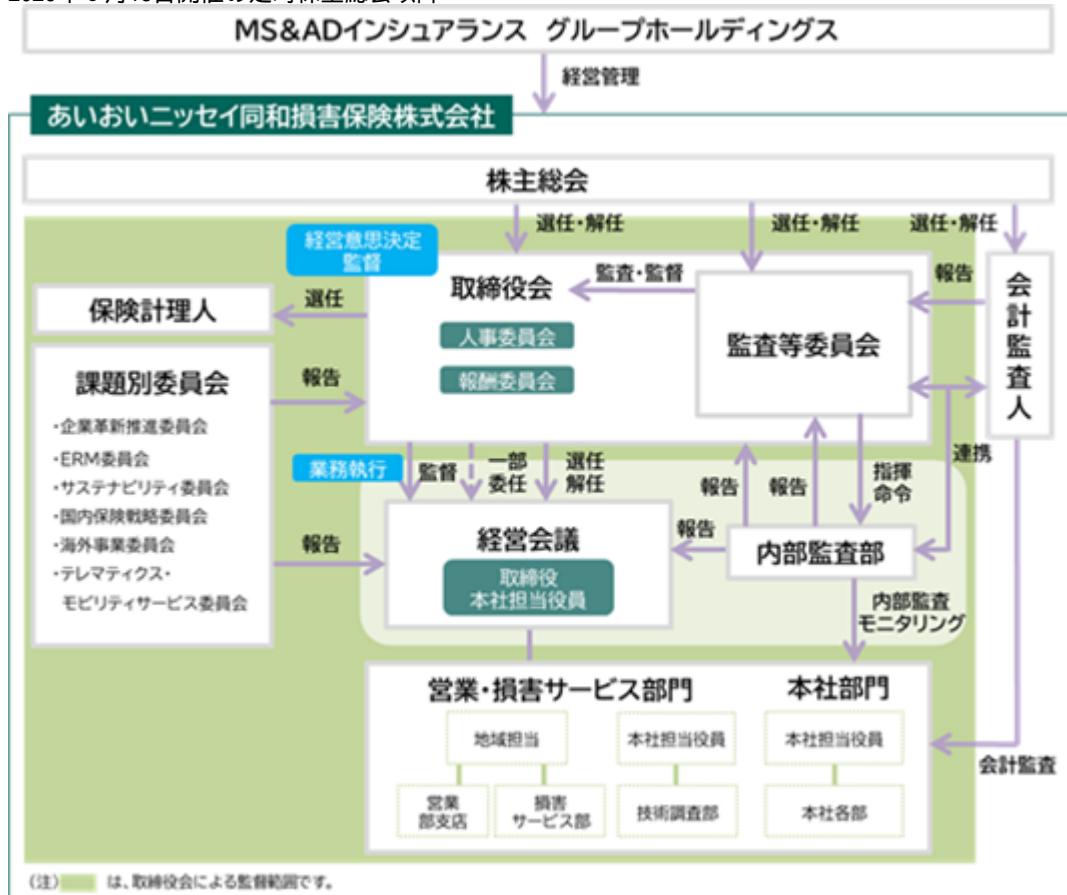 MS&ADインシュアランス グループホールディングス
経営管理
あいおいニッセイ同和損害保険株式会社
株主総会
選任・解任
選任・解任
選任・解任
経営意思決定
監督
取締役会
人事委員会
報酬委員会
監査・監督
監査等委員会
報告
会計監査人
保険計理人
選任
課題別委員会
・企業革新推進委員会
・ERM委員会
・サステナビリティ委員会
・国内保険戦略委員会
・海外事業委員会
・テレマティクス・
モビリティサービス委員会
報告
報告
業務執行
監督
一部
委任
選任
解任
報告
報告
指揮
命令
連携
経営会議
取締役
本社担当役員
報告
内部監査部
内部監査
モニタリング
営業・損害サービス部門
本社部門
地域担当
本社担当役員
本社担当役員
営業
部支店
損害
サービス部
技術調査部
本社各部
会計監査
(注) は、取締役会による監督範囲です。